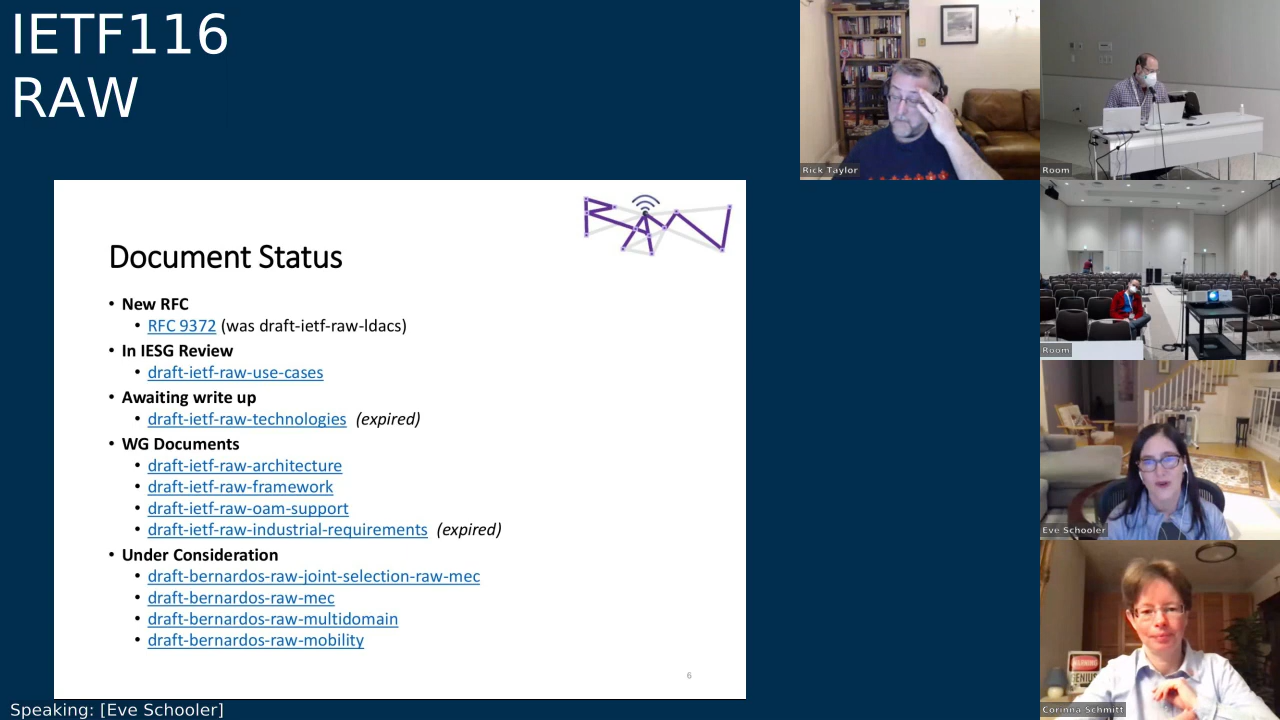 IETF116
RAW
RAW
Document Status
• New RFC
• RFC 9372 (was draft-ietf-raw-ldacs)
• In IESG Review
• draft-ietf-raw-use-cases
• Awaiting write up
• draft-ietf-raw-technologies (expired)
• WG Documents
• draft-ietf-raw-architecture
• draft-ietf-raw-framework
• draft-ietf-raw-oam-support
• draft-ietf-raw-industrial-requirements (expired)
• Under Consideration
• draft-bernardos-raw-joint-selection-raw-mec
• draft-bernardos-raw-mec
• draft-bernardos-raw-multidomain
• draft-bernardos-raw-mobility
6
Speaking: [Eve Schooler]
Rick Taylor
Room
Room
Eve Schooler
WARNING
GENIUS
Corinna Schmitt